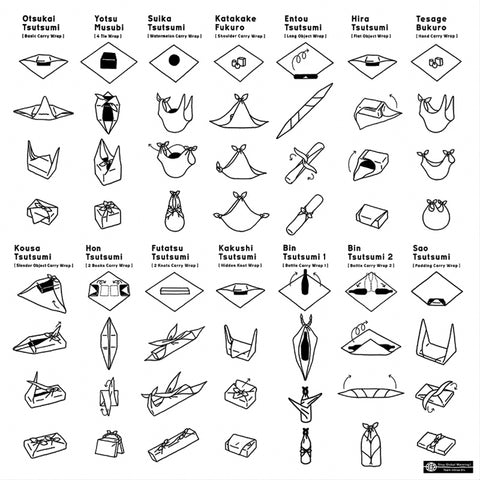 Otsukai
Tsutsumi
[Basic Carry Wrap]
Yotsu
Musubi
[4 Tie Wrap]
Suika
Tsutsumi
[Watermelon Carry Wrap]
Katakake
Fukuro
[Shoulder Carry Wrap]
Entou
Tsutsumi
[Long Object Wrap]
Hira
Tsutsumi
[Flat Object Wrap]
Tesage
Bukuro
[Hand Carry Wrap]
Kousa
Tsutsumi
[Slender Object Carry Wrap]
Hon
Tsutsumi
[2 Books Carry Wrap]
Futatsu
Tsutsumi
[2 Knots Carry Wrap]
Kakushi
Tsutsumi
[Hidden Knot Wrap]
Bin
Tsutsumi 1
[Bottle Carry Wrap 1]
Bin
Tsutsumi 2
[Bottle Carry Wrap 2]
Sao
Tsutsumi
[Padding Carry Wrap]
Stop Global Warming!